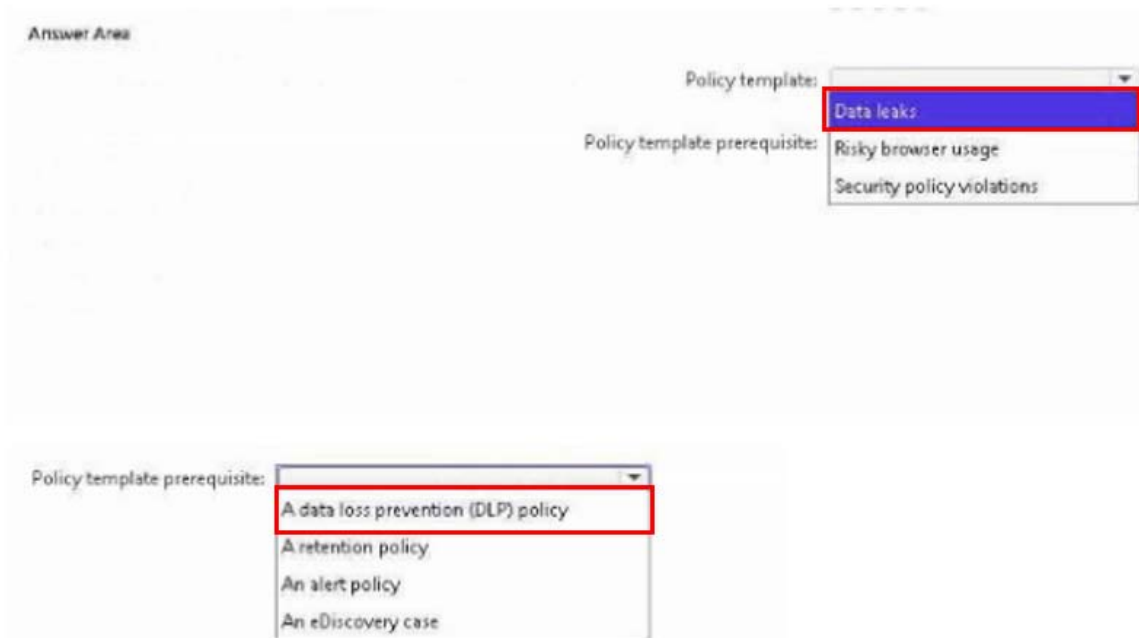 Answer Area
Policy template:
Data leaks
Policy template prerequisite:
Risky browser usage
Security policy violations
Policy template prerequisite:
A data loss prevention (DLP) policy
A retention policy
An alert policy
An eDiscovery case